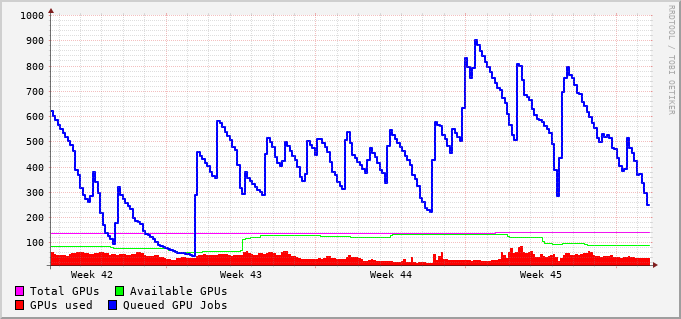 1000
900
800
700
600
500
400
300
200
100
Week 42 Week 43 Week 44 Week 45
Total GPUs Available GPUs
GPUs used Queued GPU Jobs
RRDTOOL / TOBI OETIKER